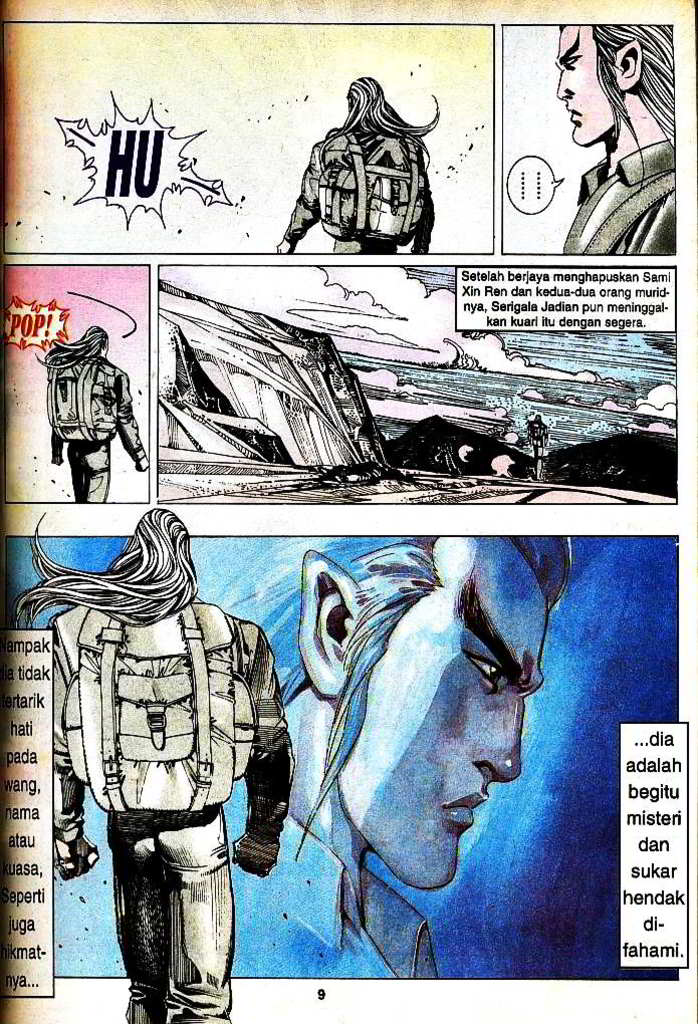 HU
......
POP!
Setelah berjaya menghapuskan Sami
Xin Ren dan kedua-dua orang murid-
nya, Serigala Jadian pun meninggal-
kan kuari itu dengan segera.
Nampak
dia tidak
tertarik
hati
pada
wang,
nama
atau
kuasa,
Seperti
juga
hikmat-
nya...
...dia
adalah
begitu
misteri
dan
sukar
hendak
di-
fahami.
9